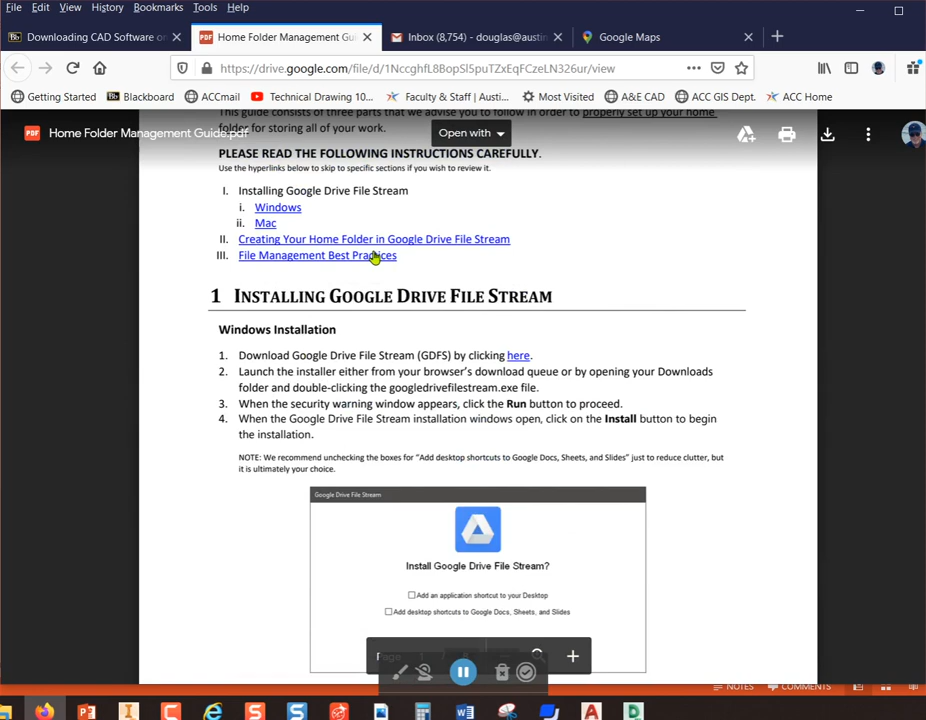 File Edit View History Bookmarks Tools Help
Downloading CAD Software on
Home Folder Management Gui
Inbox (8,754) - douglas@austin
Google Maps
https://drive.google.com/file/d/1NccghfL8BopSl5puTZxEqFCzeLN326ur/view
Getting Started Blackboard ACCmail Technical Drawing 10... Faculty & Staff | Austi... Most Visited A&E CAD ACC GIS Dept. ACC Home
This guide consists of three parts that we advise you to follow in order to properly set up your home
folder for storing all of your work.
PDF Home Folder Management Guide.pdf
Open with
PLEASE READ THE FOLLOWING INSTRUCTIONS CAREFULLY.
Use the hyperlinks below to skip to specific sections if you wish to review it.
I. Installing Google Drive File Stream
i. Windows
ii. Mac
II. Creating Your Home Folder in Google Drive File Stream
III. File Management Best Practices
1 INSTALLING GOOGLE DRIVE FILE STREAM
Windows Installation
1. Download Google Drive File Stream (GDFS) by clicking here.
2. Launch the installer either from your browser's download queue or by opening your Downloads
folder and double-clicking the googledrivefilestream.exe file.
3. When the security warning window appears, click the Run button to proceed.
4. When the Google Drive File Stream installation windows open, click on the Install button to begin
the installation.
NOTE: We recommend unchecking the boxes for "Add desktop shortcuts to Google Docs, Sheets, and Slides" just to reduce clutter, but
it is ultimately your choice.
Google Drive File Stream
Install Google Drive File Stream?
Add an application shortcut to your Desktop
Add desktop shortcuts to Google Docs, Sheets, and Slides
Page
NOTES COMMENTS